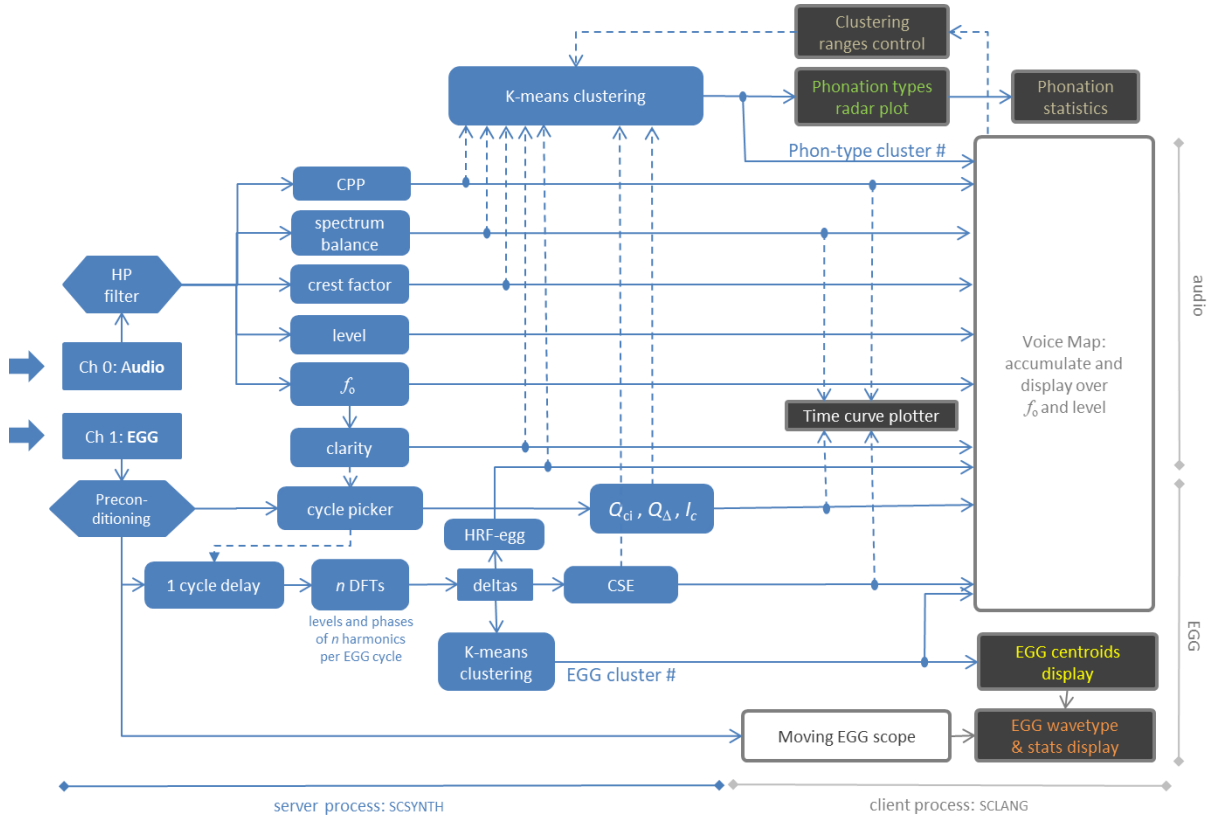 Clustering
ranges control
K-means clustering
Phonation types
radar plot
Phonation
statistics
Phon-type cluster #
CPP
spectrum
balance
HP
filter
crest factor
level
Ch 0: Audio
fₒ
Ch 1: EGG
clarity
Time curve plotter
Voice Map:
accumulate and
display over
fₒ and level
audio
Precon-
ditioning
cycle picker
Qci , QΔ , Ic
HRF-egg
1 cycle delay
n DFTs
deltas
CSE
levels and phases
of n harmonics
per EGG cycle
K-means
clustering
EGG cluster #
EGG
EGG centroids
display
Moving EGG scope
EGG wavetype
& stats display
server process: SCSYNTH
client process: SCLANG